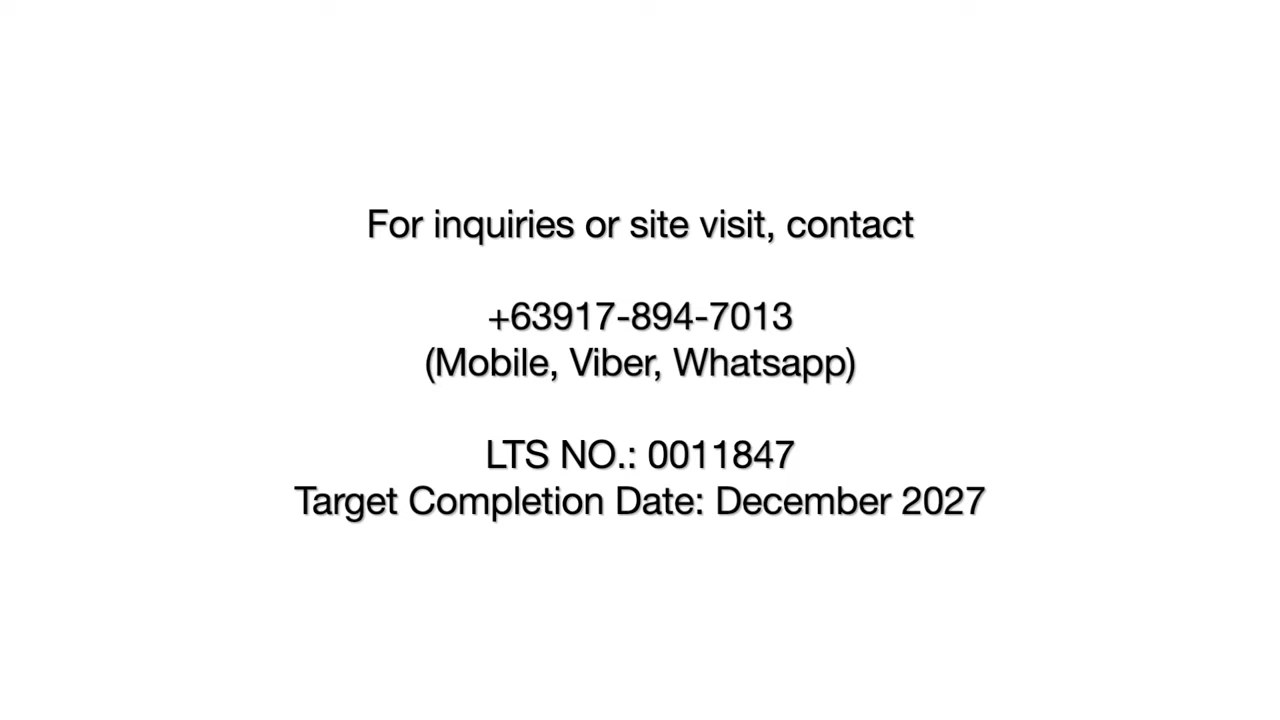 For inquiries or site visit, contact
+63917-894-7013
(Mobile, Viber, Whatsapp)
LTS NO.: 0011847
Target Completion Date: December 2027